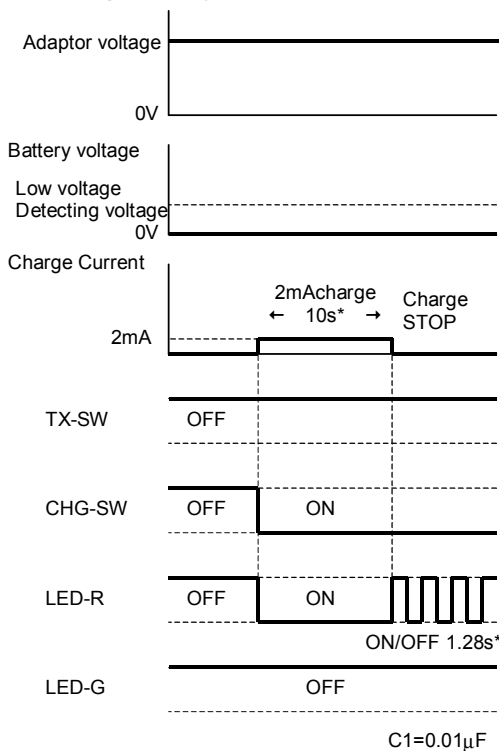 Adaptor voltage
0V
Battery voltage
Low voltage
Detecting voltage
0V
Charge Current
2mAcharge
← 10s* →
Charge
STOP
2mA
TX-SW
OFF
CHG-SW
OFF
ON
LED-R
OFF
ON
ON/OFF 1.28s*
LED-G
OFF
C1=0.01μF